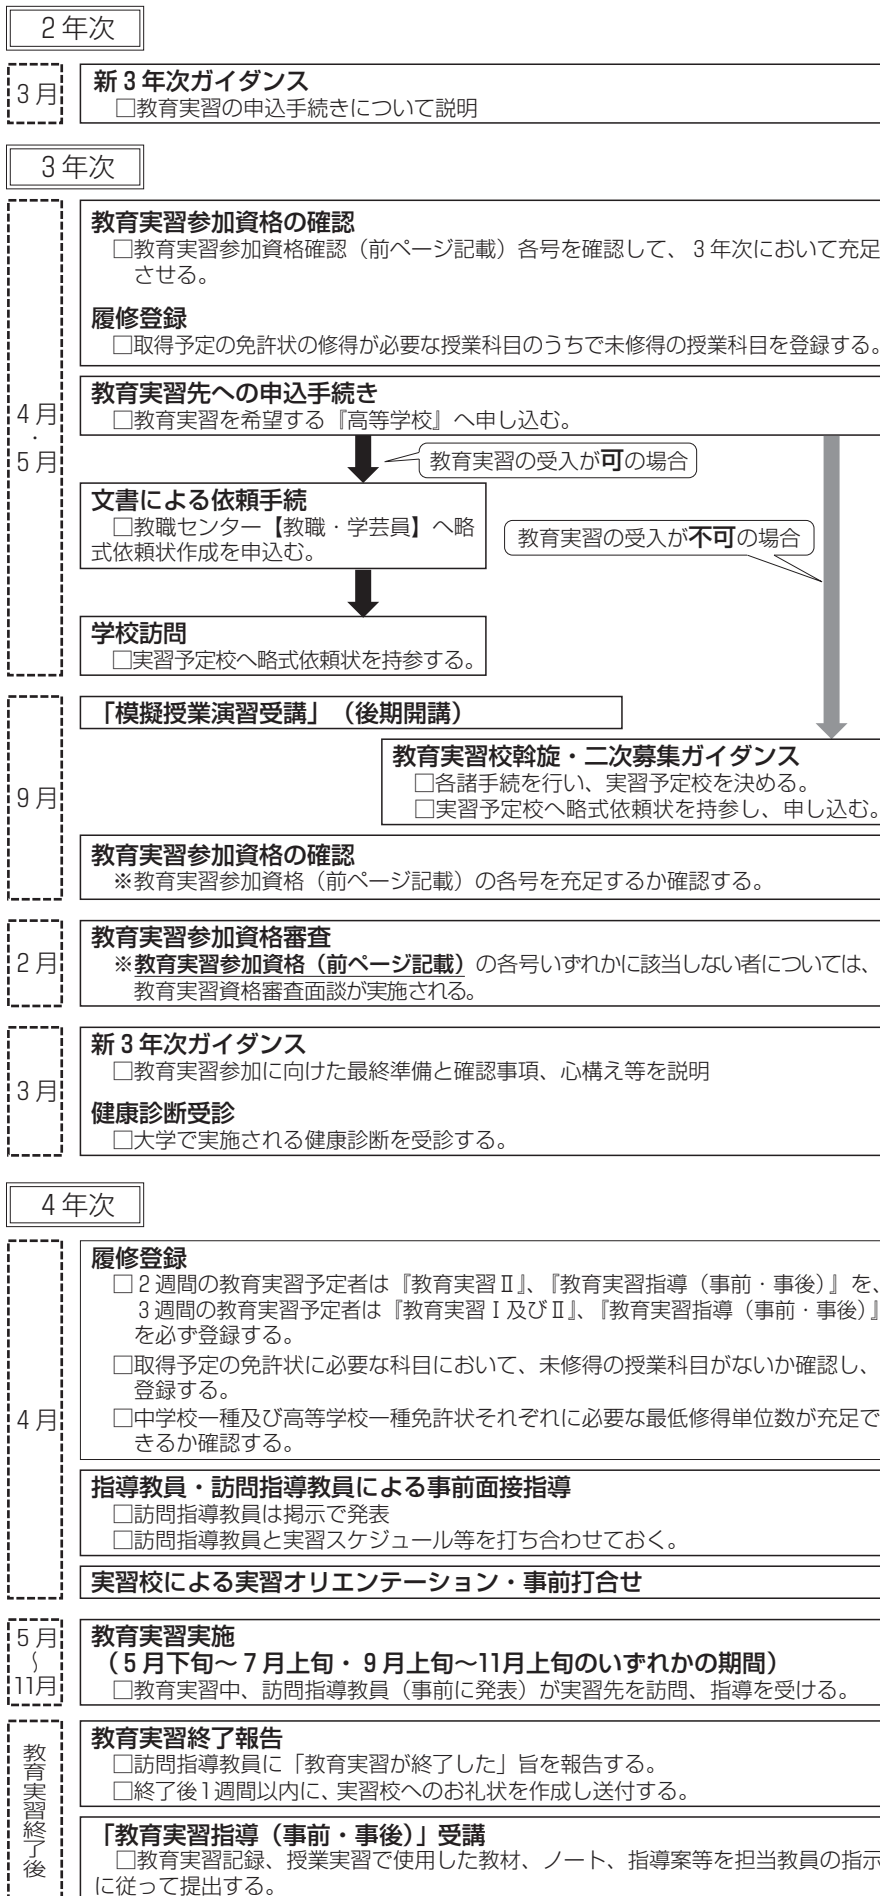 2年次
3月
新3年次ガイダンス
□教育実習の申込手続きについて説明
3年次
4月
・
5月
教育実習参加資格の確認
□教育実習参加資格確認（前ページ記載）各号を確認して、3年次において充足
させる。
履修登録
□取得予定の免許状の修得が必要な授業科目のうちで未修得の授業科目を登録する。
教育実習先への申込手続き
□教育実習を希望する『高等学校』へ申し込む。
教育実習の受入が可の場合
文書による依頼手続
□教職センター【教職・学芸員】へ略
式依頼状作成を申込む。
教育実習の受入が不可の場合
学校訪問
□実習予定校へ略式依頼状を持参する。
9月
「模擬授業演習受講」（後期開講）
教育実習校斡旋・二次募集ガイダンス
□各諸手続を行い、実習予定校を決める。
□実習予定校へ略式依頼状を持参し、申し込む。
教育実習参加資格の確認
※教育実習参加資格（前ページ記載）の各号を充足するか確認する。
2月
教育実習参加資格審査
※教育実習参加資格（前ページ記載）の各号いずれかに該当しない者については、
教育実習資格審査面談が実施される。
3月
新3年次ガイダンス
□教育実習参加に向けた最終準備と確認事項、心構え等を説明
健康診断受診
□大学で実施される健康診断を受診する。
4年次
4月
履修登録
□2週間の教育実習予定者は『教育実習Ⅱ』、『教育実習指導（事前・事後）』を、
3週間の教育実習予定者は『教育実習Ⅰ及びⅡ』、『教育実習指導（事前・事後）』
を必ず登録する。
□取得予定の免許状に必要な科目において、未修得の授業科目がないか確認し、
登録する。
□中学校一種及び高等学校一種免許状それぞれに必要な最低修得単位数が充足で
きるか確認する。
指導教員・訪問指導教員による事前面接指導
□訪問指導教員は掲示で発表
□訪問指導教員と実習スケジュール等を打ち合わせておく。
実習校による実習オリエンテーション・事前打合せ
5月
〜
11月
教育実習実施
（5月下旬〜7月上旬・9月上旬〜11月上旬のいずれかの期間）
□教育実習中、訪問指導教員（事前に発表）が実習先を訪問、指導を受ける。
教育実習終了後
教育実習終了報告
□訪問指導教員に「教育実習が終了した」旨を報告する。
□終了後1週間以内に、実習校へのお礼状を作成し送付する。
「教育実習指導（事前・事後）」受講
□教育実習記録、授業実習で使用した教材、ノート、指導案等を担当教員の指示
に従って提出する。